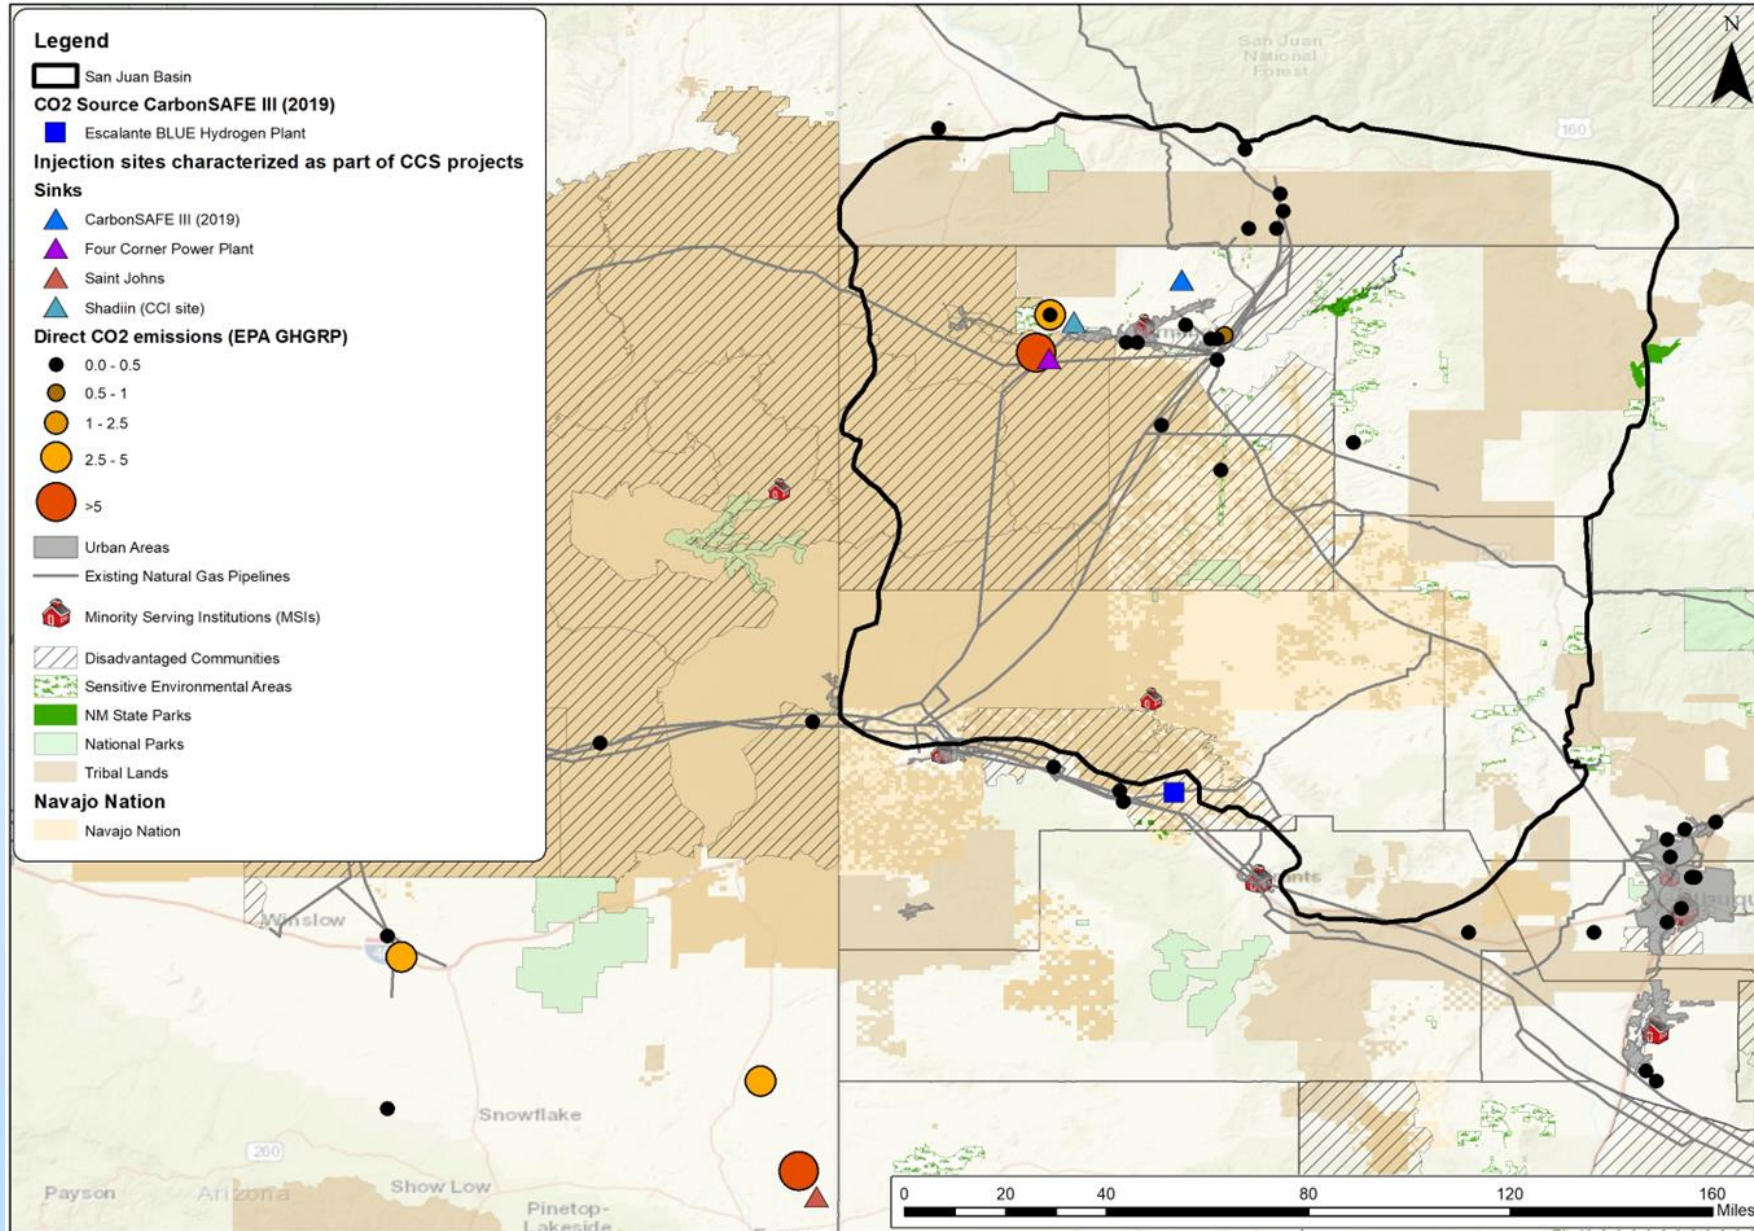 Legend
San Juan Basin
CO2 Source CarbonSAFE III (2019)
Escalante BLUE Hydrogen Plant
Injection sites characterized as part of CCS projects
Sinks
CarbonSAFE III (2019)
Four Corner Power Plant
Saint Johns
Shadiin (CCI site)
Direct CO2 emissions (EPA GHGRP)
0.0 - 0.5
0.5 - 1
1 - 2.5
2.5 - 5
>5
Urban Areas
Existing Natural Gas Pipelines
Minority Serving Institutions (MSIs)
Disadvantaged Communities
Sensitive Environmental Areas
NM State Parks
National Parks
Tribal Lands
Navajo Nation
Navajo Nation
San Juan
National
Forest
N
160
Winslow
Snowflake
260
Payson
Arizona
Show Low
Pinetop-
Lakeside
0 20 40 80 120 160
Miles